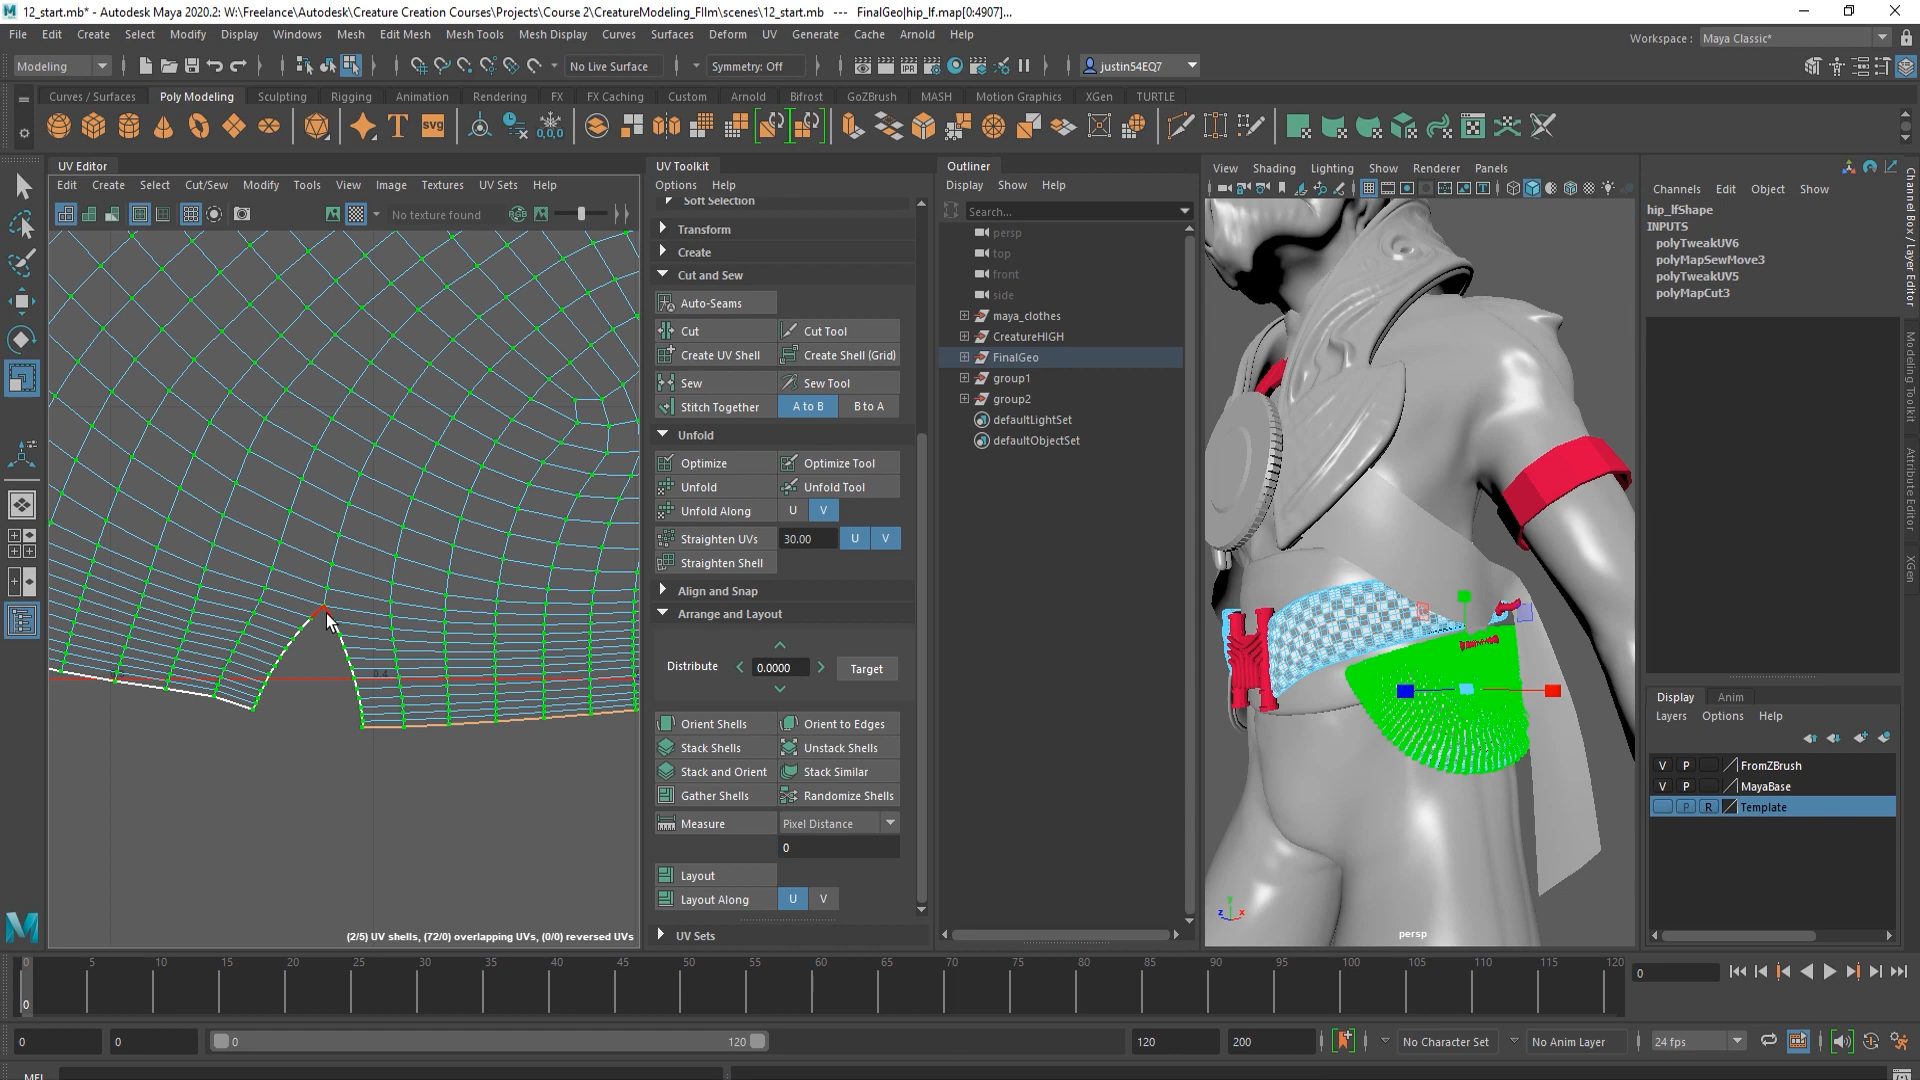 12_start.mb* - Autodesk Maya 2020.2: W:\Freelance\Autodesk\Creature Creation Courses\Projects\Course 2\CreatureModeling_FIlm\scenes\12_start.mb --- FinalGeo|hip_lf.map[0:4907]...
File Edit Create Select Modify Display Windows Mesh Edit Mesh Mesh Tools Mesh Display Curves Surfaces Deform UV Generate Cache Arnold Help
Workspace : Maya Classic*
Modeling
No Live Surface
Symmetry: Off
justin54EQ7
Curves / Surfaces Poly Modeling Sculpting Rigging Animation Rendering FX FX Caching Custom Arnold Bifrost GoZBrush MASH Motion Graphics XGen TURTLE
UV Editor
Edit Create Select Cut/Sew Modify Tools View Image Textures UV Sets Help
No texture found
(2/5) UV shells, (72/0) overlapping UVs, (0/0) reversed UVs
UV Toolkit
Options Help
Soft Selection
Transform
Create
Cut and Sew
Auto-Seams
Cut Cut Tool
Create UV Shell Create Shell (Grid)
Sew Sew Tool
Stitch Together A to B B to A
Unfold
Optimize Optimize Tool
Unfold Unfold Tool
Unfold Along U V
Straighten UVs 30.00 U V
Straighten Shell
Align and Snap
Arrange and Layout
Distribute 0.0000 Target
Orient Shells Orient to Edges
Stack Shells Unstack Shells
Stack and Orient Stack Similar
Gather Shells Randomize Shells
Measure Pixel Distance
0
Layout
Layout Along U V
UV Sets
Outliner
Display Show Help
Search...
persp
top
front
side
maya_clothes
CreatureHIGH
FinalGeo
group1
group2
defaultLightSet
defaultObjectSet
View Shading Lighting Show Renderer Panels
persp
Channels Edit Object Show
hip_lfShape
INPUTS
polyTweakUV6
polyMapSewMove3
polyTweakUV5
polyMapCut3
Display Anim
Layers Options Help
V P FromZBrush
V P MayaBase
P R Template
Channel Box / Layer Editor
Modeling Toolkit
Attribute Editor
XGen
0 5 10 15 20 25 30 35 40 45 50 55 60 65 70 75 80 85 90 95 100 105 110 115 120
0
0
0 0 0 120 120 200 No Character Set No Anim Layer 24 fps
MEL